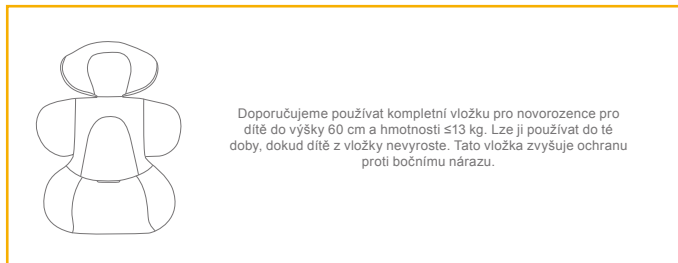 Doporučujeme používat kompletní vložku pro novorozence pro
dítě do výšky 60 cm a hmotnosti ≤13 kg. Lze ji používat do té
doby, dokud dítě z vložky nevyroste. Tato vložka zvyšuje ochranu
proti bočnímu nárazu.